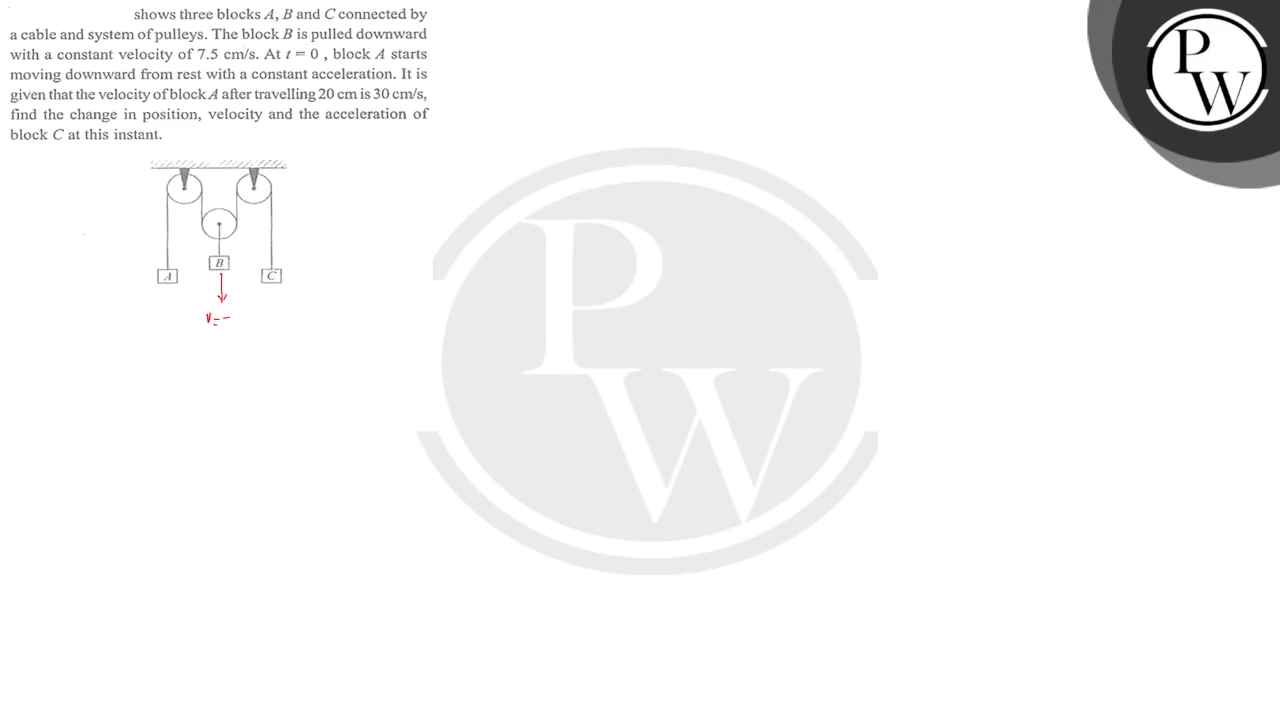 shows three blocks A, B and C connected by
a cable and system of pulleys. The block B is pulled downward
with a constant velocity of 7.5 cm/s. At t = 0 , block A starts
moving downward from rest with a constant acceleration. It is
given that the velocity of block A after travelling 20 cm is 30 cm/s,
find the change in position, velocity and the acceleration of
block C at this instant.
A
B
C
V=-
P
W
P
W